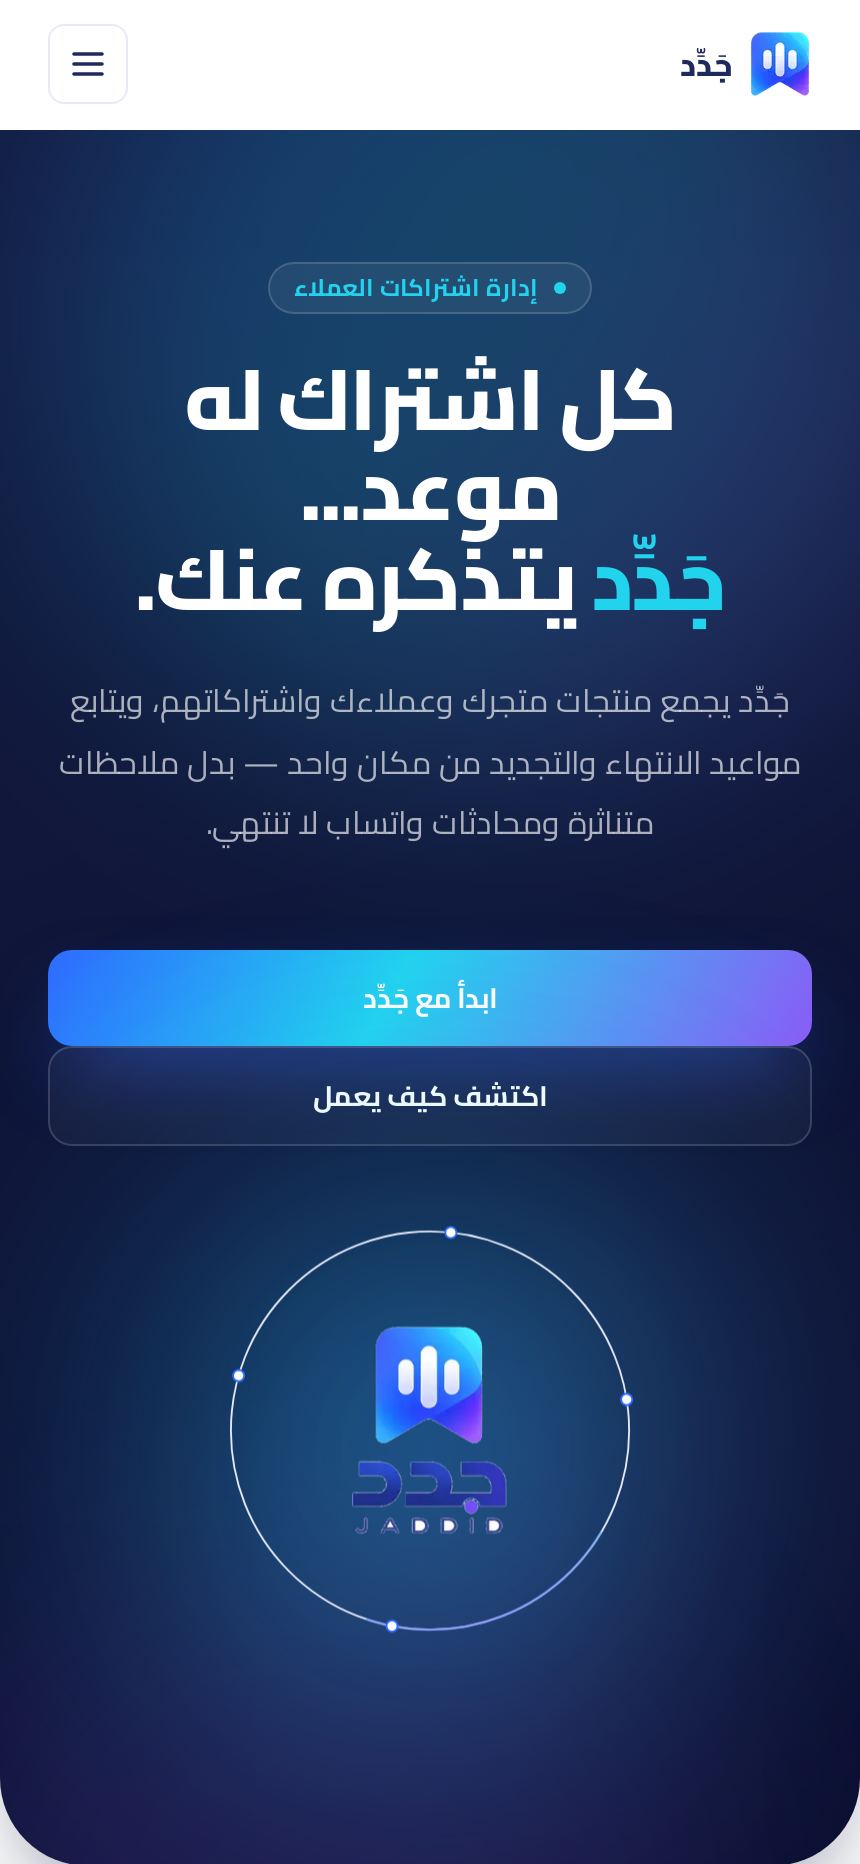 جَدِّد
إدارة اشتراكات العملاء
كل اشتراك له
موعد...
جَدِّد يتذكره عنك.
جَدِّد يجمع منتجات متجرك وعملاءك واشتراكاتهم، ويتابع
مواعيد الانتهاء والتجديد من مكان واحد — بدل ملاحظات
متناثرة ومحادثات واتساب لا تنتهي.
ابدأ مع جَدِّد
اكتشف كيف يعمل
جدد
JADDID